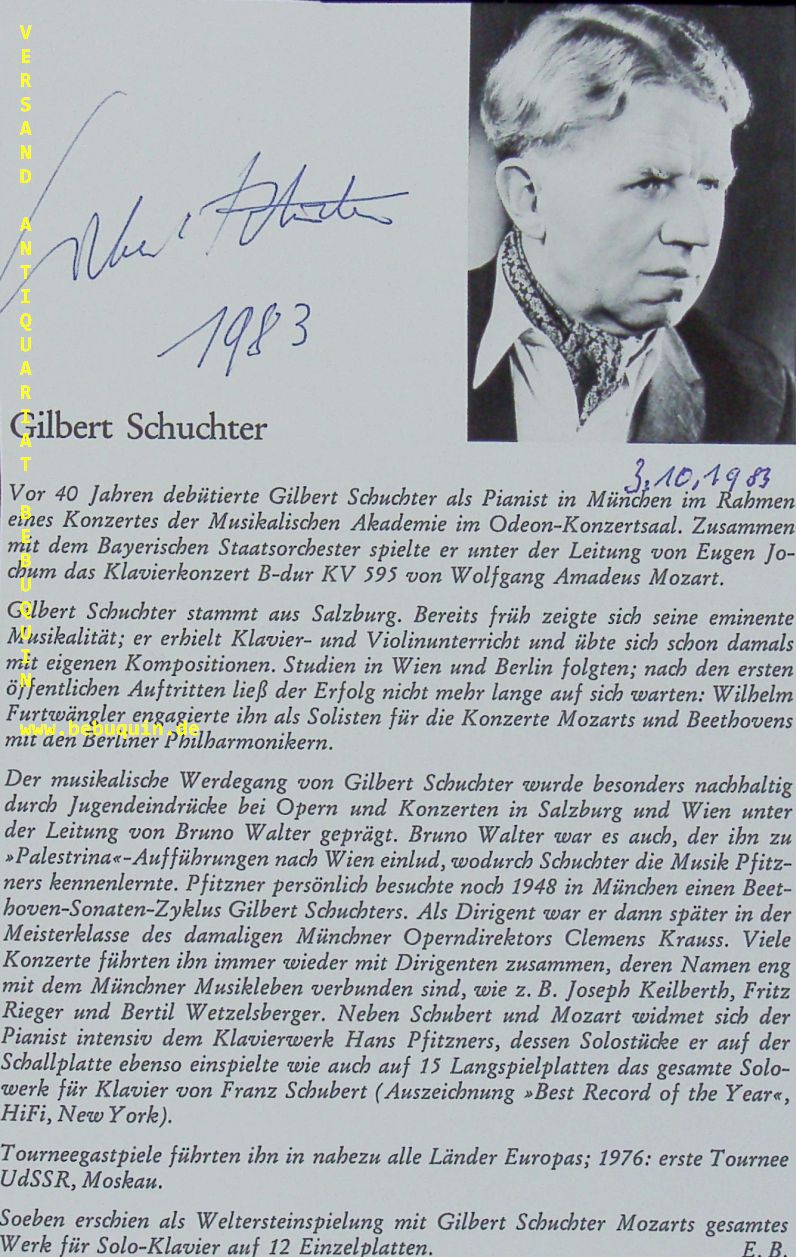 VERSAND ANTIQUARIAT BEBUQUIN
www.bebuquin.de
Gilbert Schuchter
1983
Gilbert Schuchter
3.10.1983
Vor 40 Jahren debütierte Gilbert Schuchter als Pianist in München im Rahmen
eines Konzertes der Musikalischen Akademie im Odeon-Konzertsaal. Zusammen
mit dem Bayerischen Staatsorchester spielte er unter der Leitung von Eugen Jo-
chum das Klavierkonzert B-dur KV 595 von Wolfgang Amadeus Mozart.
Gilbert Schuchter stammt aus Salzburg. Bereits früh zeigte sich seine eminente
Musikalität; er erhielt Klavier- und Violinunterricht und übte sich schon damals
mit eigenen Kompositionen. Studien in Wien und Berlin folgten; nach den ersten
öffentlichen Auftritten ließ der Erfolg nicht mehr lange auf sich warten: Wilhelm
Furtwängler engagierte ihn als Solisten für die Konzerte Mozarts und Beethovens
mit den Berliner Philharmonikern.
Der musikalische Werdegang von Gilbert Schuchter wurde besonders nachhaltig
durch Jugendeindrücke bei Opern und Konzerten in Salzburg und Wien unter
der Leitung von Bruno Walter geprägt. Bruno Walter war es auch, der ihn zu
»Palestrina«-Aufführungen nach Wien einlud, wodurch Schuchter die Musik Pfitz-
ners kennenlernte. Pfitzner persönlich besuchte noch 1948 in München einen Beet-
hoven-Sonaten-Zyklus Gilbert Schuchters. Als Dirigent war er dann später in der
Meisterklasse des damaligen Münchner Operndirektors Clemens Krauss. Viele
Konzerte führten ihn immer wieder mit Dirigenten zusammen, deren Namen eng
mit dem Münchner Musikleben verbunden sind, wie z. B. Joseph Keilberth, Fritz
Rieger und Bertil Wetzelsberger. Neben Schubert und Mozart widmet sich der
Pianist intensiv dem Klavierwerk Hans Pfitzners, dessen Solostücke er auf der
Schallplatte ebenso einspielte wie auch auf 15 Langspielplatten das gesamte Solo-
werk für Klavier von Franz Schubert (Auszeichnung »Best Record of the Year«,
HiFi, New York).
Tourneegastpiele führten ihn in nahezu alle Länder Europas; 1976: erste Tournee
UdSSR, Moskau.
Soeben erschien als Weltersteinspielung mit Gilbert Schuchter Mozarts gesamtes
Werk für Solo-Klavier auf 12 Einzelplatten. E. B.